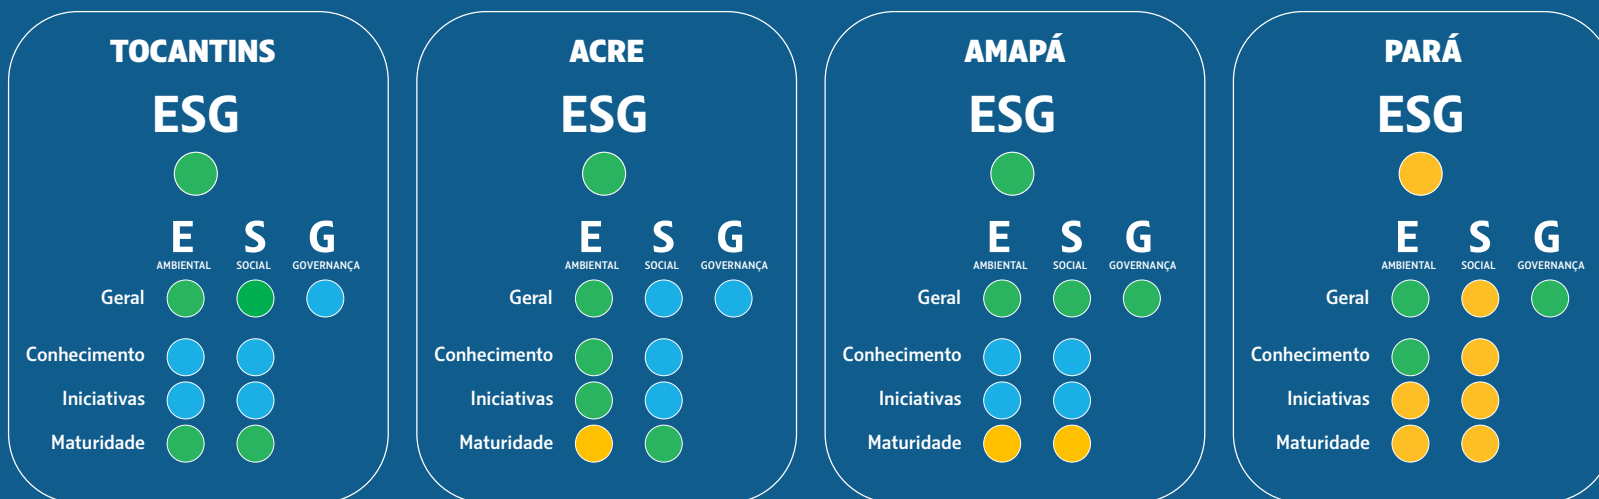 TOCANTINS
ESG
E S G
AMBIENTAL SOCIAL GOVERNANÇA
Geral
Conhecimento
Iniciativas
Maturidade
ACRE
ESG
E S G
AMBIENTAL SOCIAL GOVERNANÇA
Geral
Conhecimento
Iniciativas
Maturidade
AMAPÁ
ESG
E S G
AMBIENTAL SOCIAL GOVERNANÇA
Geral
Conhecimento
Iniciativas
Maturidade
PARÁ
ESG
E S G
AMBIENTAL SOCIAL GOVERNANÇA
Geral
Conhecimento
Iniciativas
Maturidade